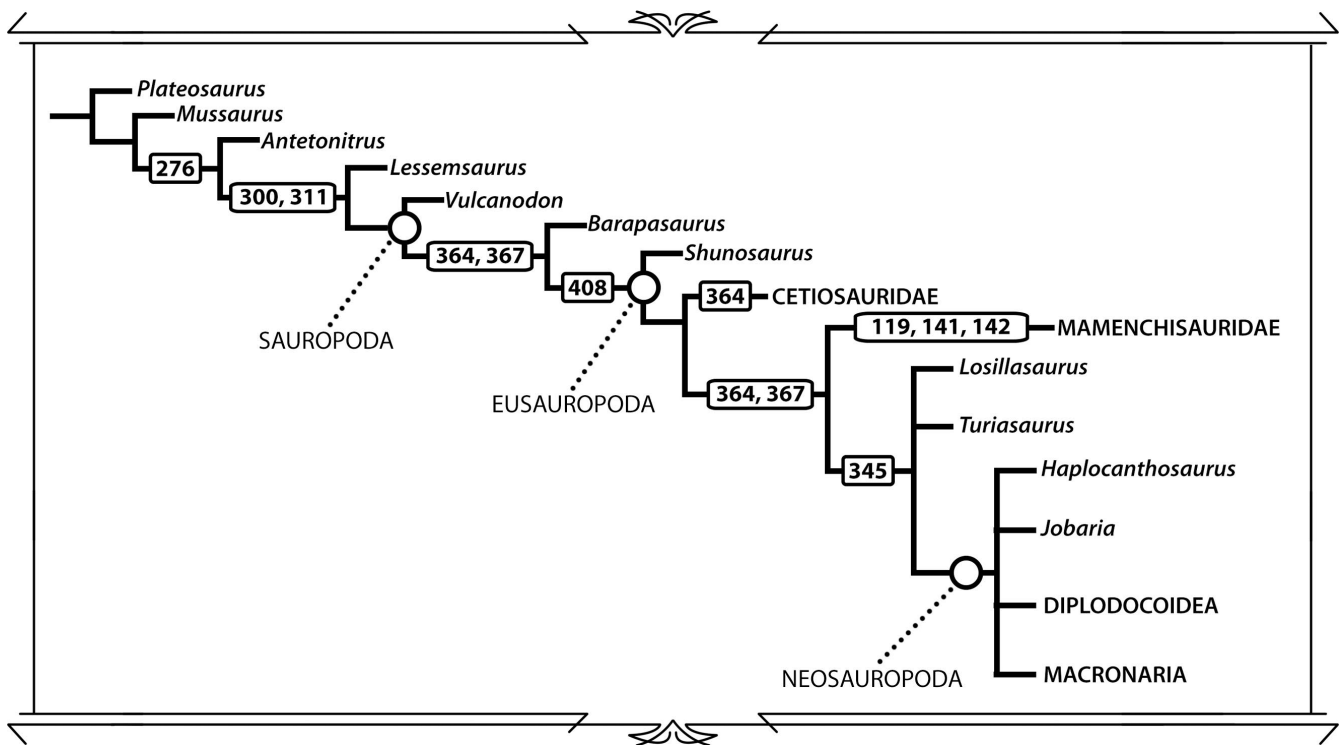 Plateosaurus
Mussaurus
Antetonitrus
276
Lessemsaurus
300, 311
Vulcanodon
Barapasaurus
364, 367
Shunosaurus
408
364
CETIOSAURIDAE
119, 141, 142
MAMENCHISAURIDAE
SAUROPODA
Losillasaurus
364, 367
EUSAUROPODA
Turiasaurus
345
Haplocanthosaurus
Jobaria
DIPLODOCOIDEA
NEOSAUROPODA
MACRONARIA